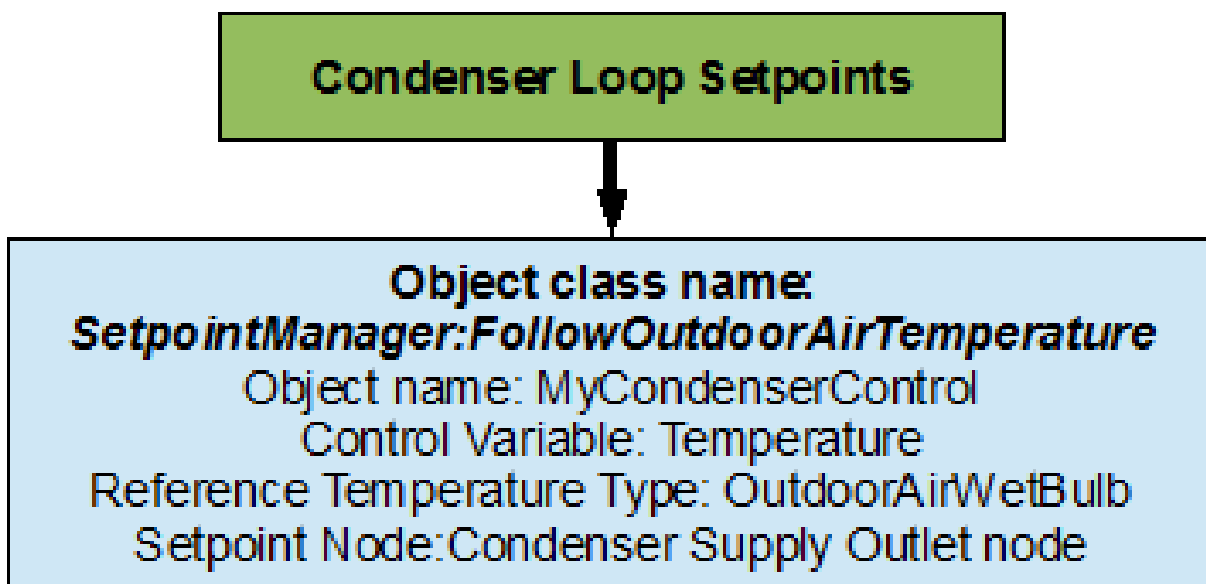 Condenser Loop Setpoints
Object class name:
SetpointManager:FollowOutdoorAirTemperature
Object name: MyCondenserControl
Control Variable: Temperature
Reference Temperature Type: OutdoorAirWetBulb
Setpoint Node:Condenser Supply Outlet node